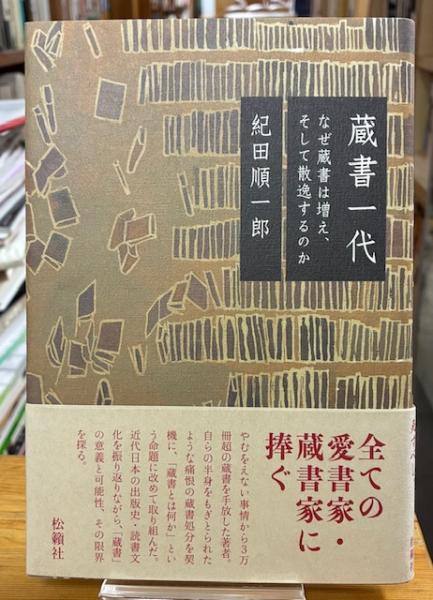 蔵書一代
なぜ蔵書は増え、
そして散逸するのか
紀田順一郎
全ての
愛書家・
蔵書家に
捧ぐ
やむをえない事情から3万
冊超の蔵書を手放した著者。
自らの半身をもぎとられた
ような痛恨の蔵書処分を契
機に、「蔵書とは何か」とい
う命題に改めて取り組んだ。
近代日本の出版史・読書文
化を振り返りながら、「蔵書」
の意義と可能性、その限界
を探る。
松籟社